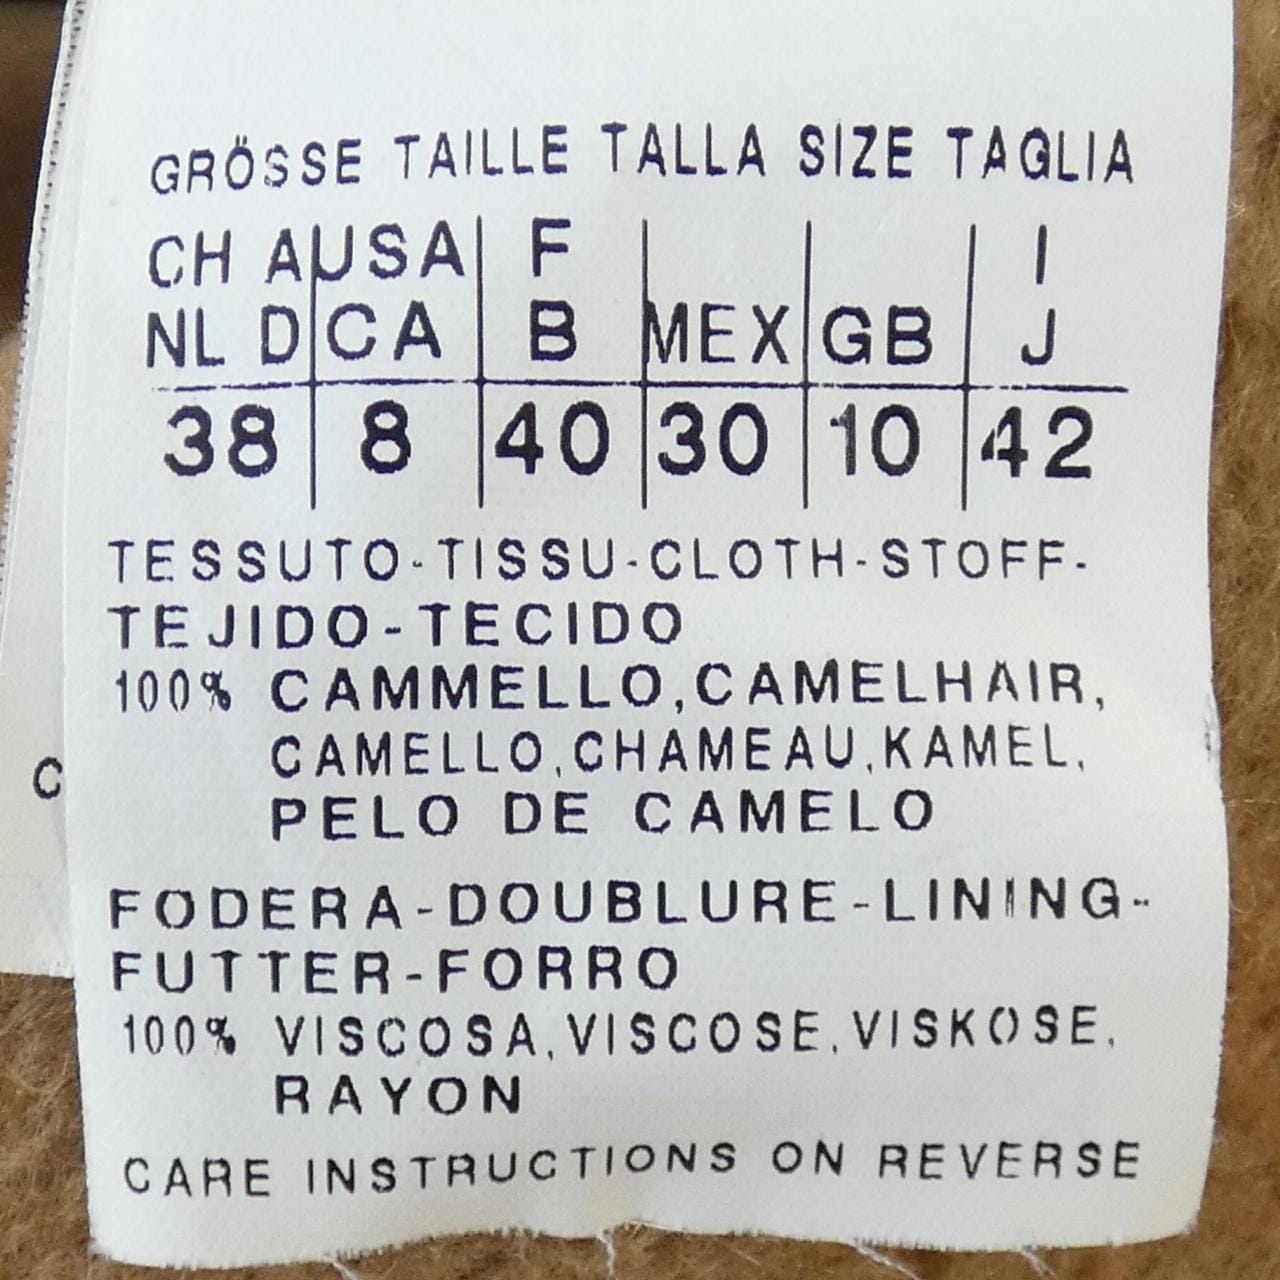 GRÖSSE TAILLE TALLA SIZE TAGLIA
CH A USA F I
NL D CA B MEX GB J
38 8 40 30 10 42
TESSUTO-TISSU-CLOTH-STOFF-
TEJIDO-TECIDO
100% CAMMELLO,CAMELHAIR,
CAMELLO,CHAMEAU,KAMEL,
PELO DE CAMELO
FODERA-DOUBLURE-LINING-
FUTTER-FORRO
100% VISCOSA,VISCOSE,VISKOSE,
RAYON
CARE INSTRUCTIONS ON REVERSE
C